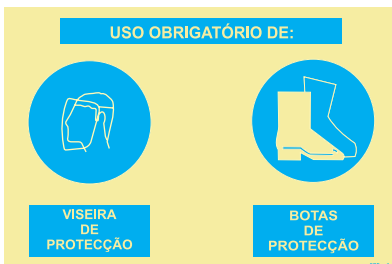 USO OBRIGATÓRIO DE:
VISEIRA
DE
PROTECÇÃO
BOTAS
DE
PROTECÇÃO